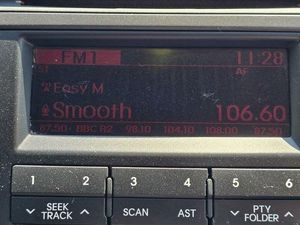 FM1 11:28
ST AF
Easy M
Smooth 106.60
87.50 BBC R2 98.10 104.10 108.00 87.50
1 2 3 4 5 6
SEEK TRACK SCAN AST PTY FOLDER